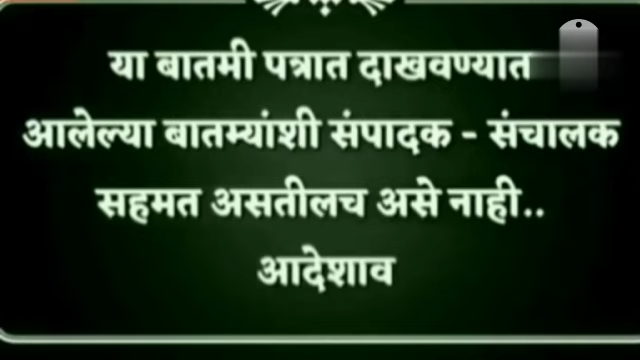 या बातमी पत्रात दाखवण्यात
आलेल्या बातम्यांशी संपादक - संचालक
सहमत असतीलच असे नाही..
आदेशाव